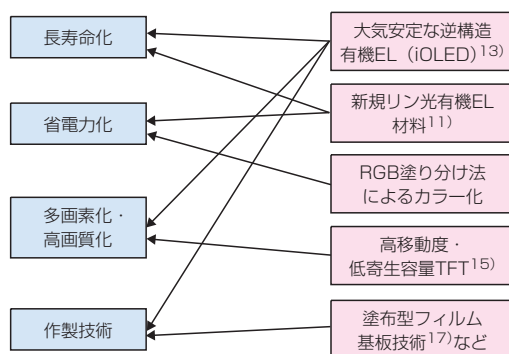 長寿命化
省電力化
多画素化・
高画質化
作製技術
大気安定な逆構造
有機EL（iOLED）13）
新規リン光有機EL
材料11）
RGB塗り分け法
によるカラー化
高移動度・
低寄生容量TFT15）
塗布型フィルム
基板技術17）など